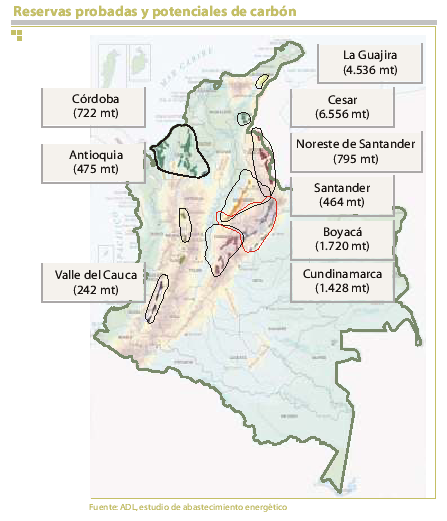 Reservas probadas y potenciales de carbón
La Guajira
(4.536 mt)
Córdoba
(722 mt)
Cesar
(6.556 mt)
Antioquia
(475 mt)
Noreste de Santander
(795 mt)
Santander
(464 mt)
Boyacá
(1.720 mt)
Valle del Cauca
(242 mt)
Cundinamarca
(1.428 mt)
MAR CARIBE
Fuente: ADL, estudio de abastecimiento energético